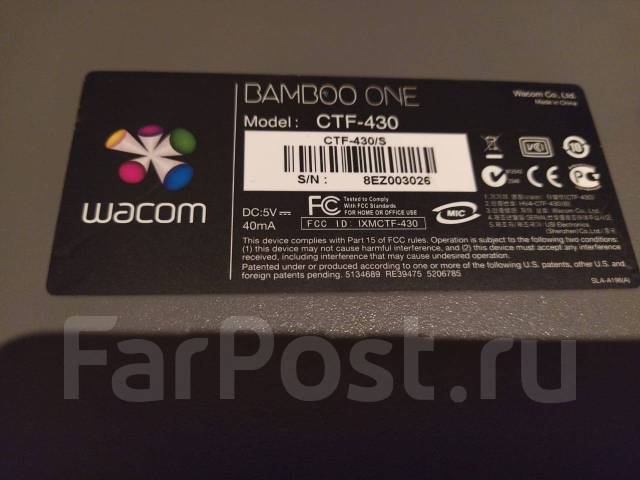 BAMBOO ONE
Wacom Co., Ltd.
Made in China
Model: CTF-430
CTF-430/S
S/N : 8EZ003026
wacom
DC:5V
40mA
FC Tested to Comply
With FCC Standards
FOR HOME OR OFFICE USE
FCC ID: IXMCTF-430
MIC
This device complies with Part 15 of FCC rules. Operation is subject to the following two conditions:
(1) this device may not cause harmful interference, and (2) this device must accept any interference
received, including interference that may cause undesired operation.
Patented under or produced according to one or more of the following U.S. patents, other U.S. and
foreign patents pending. 5134689 RE39475 5206785
SLA-A198(A)
FarPost.ru